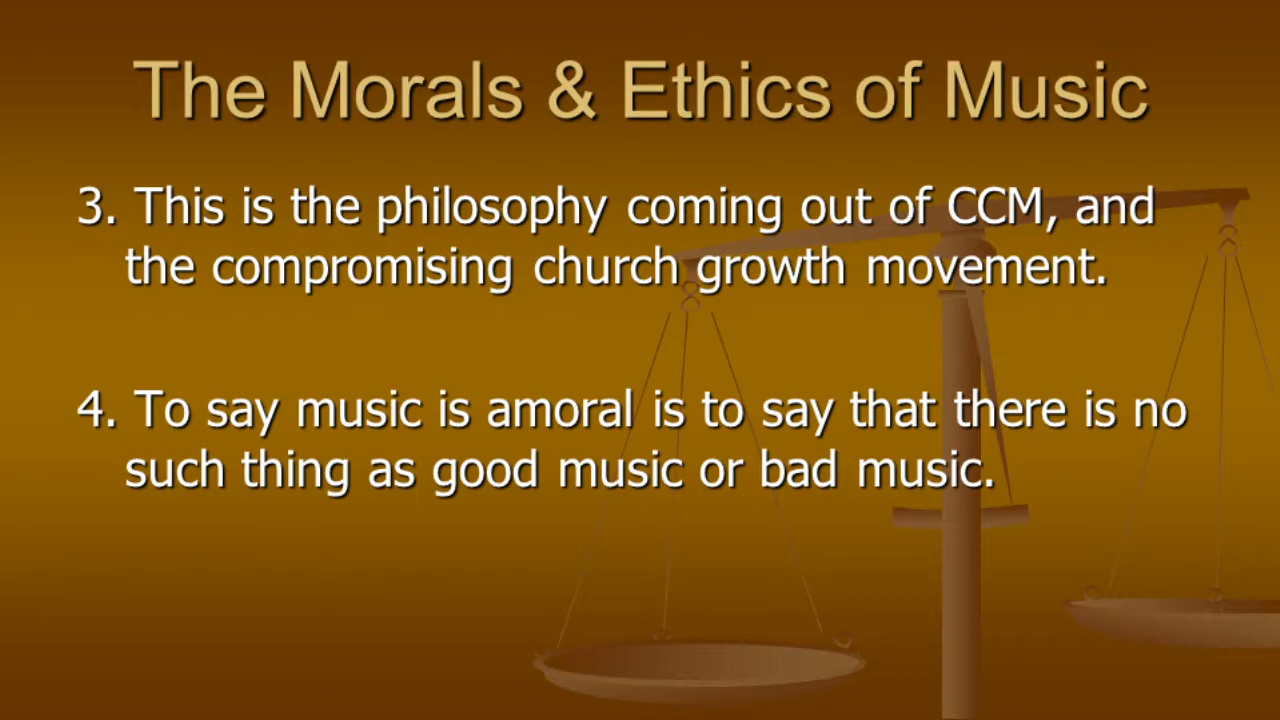 The Morals & Ethics of Music
3. This is the philosophy coming out of CCM, and
the compromising church growth movement.
4. To say music is amoral is to say that there is no
such thing as good music or bad music.